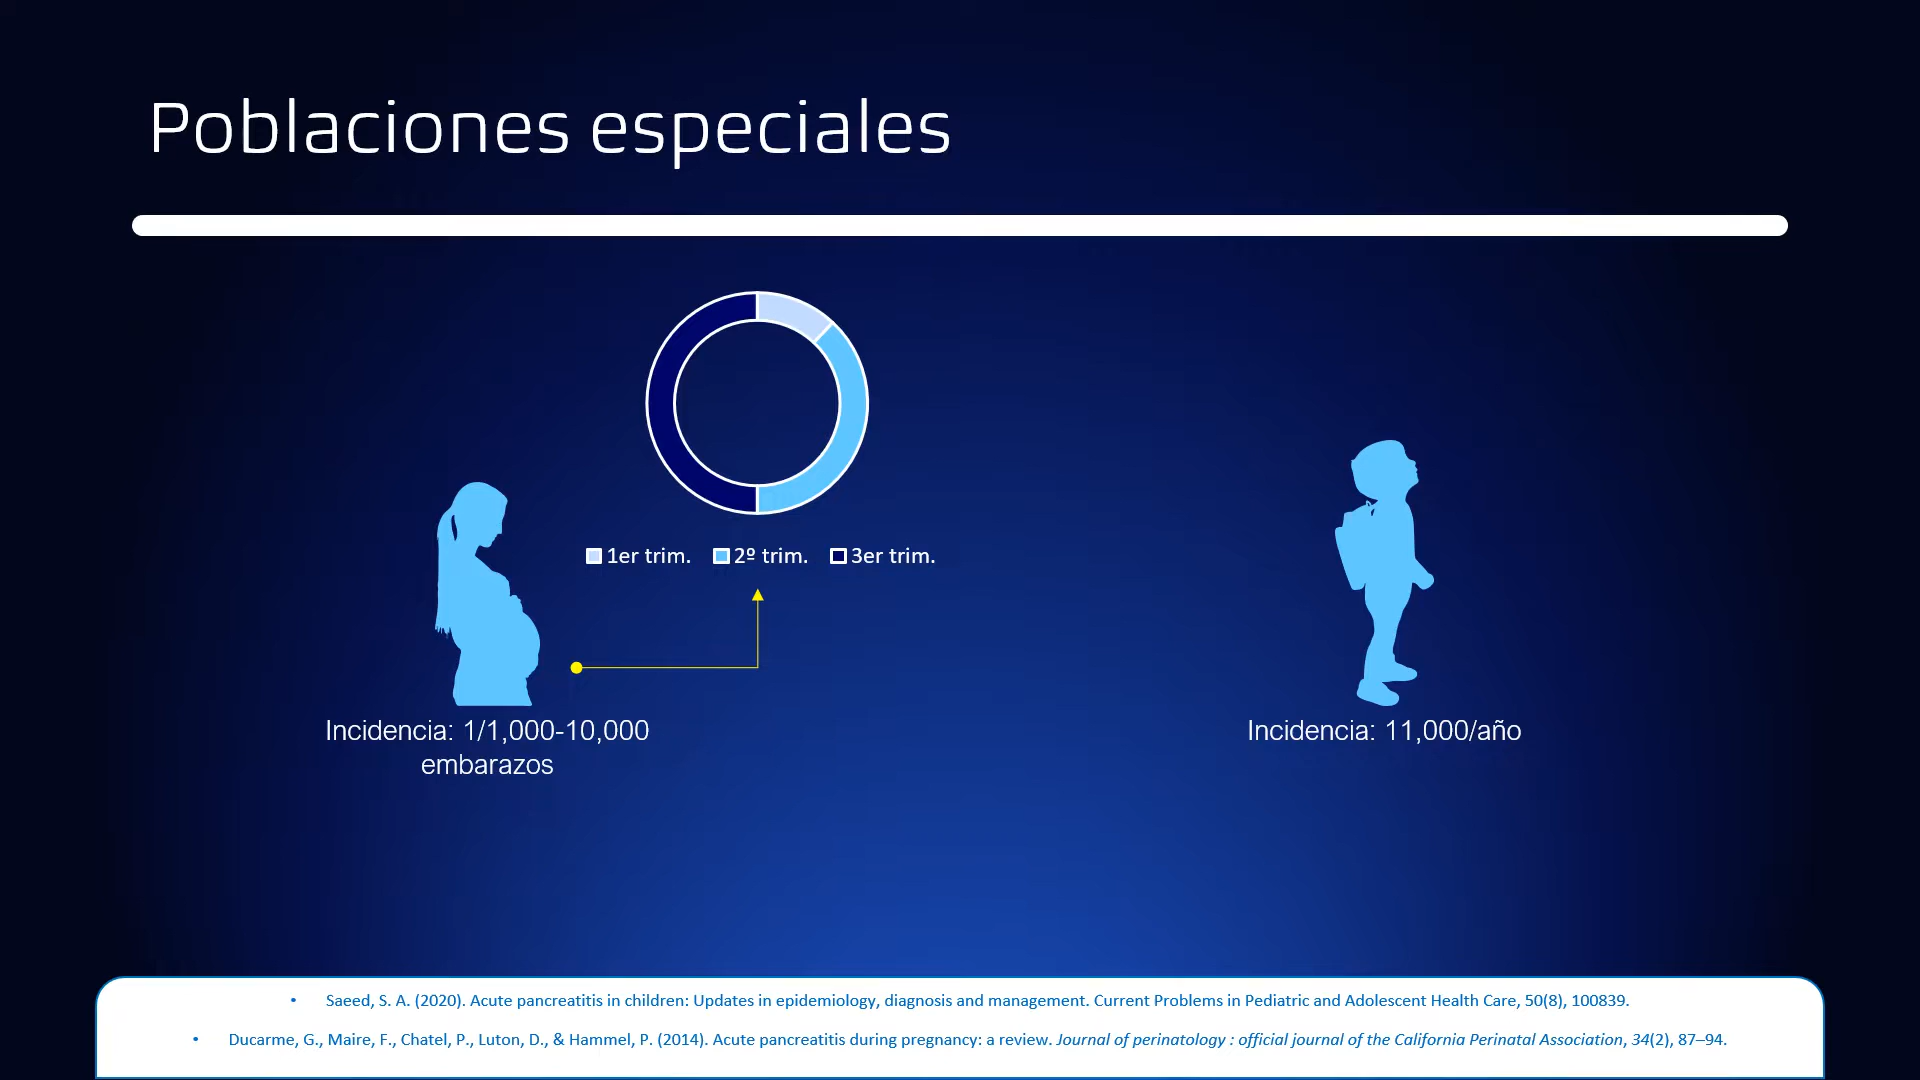 Poblaciones especiales
1er trim. 2º trim. 3er trim.
Incidencia: 1/1,000-10,000
embarazos
Incidencia: 11,000/año
• Saeed, S. A. (2020). Acute pancreatitis in children: Updates in epidemiology, diagnosis and management. Current Problems in Pediatric and Adolescent Health Care, 50(8), 100839.
• Ducarme, G., Maire, F., Chatel, P., Luton, D., & Hammel, P. (2014). Acute pancreatitis during pregnancy: a review. Journal of perinatology : official journal of the California Perinatal Association, 34(2), 87–94.